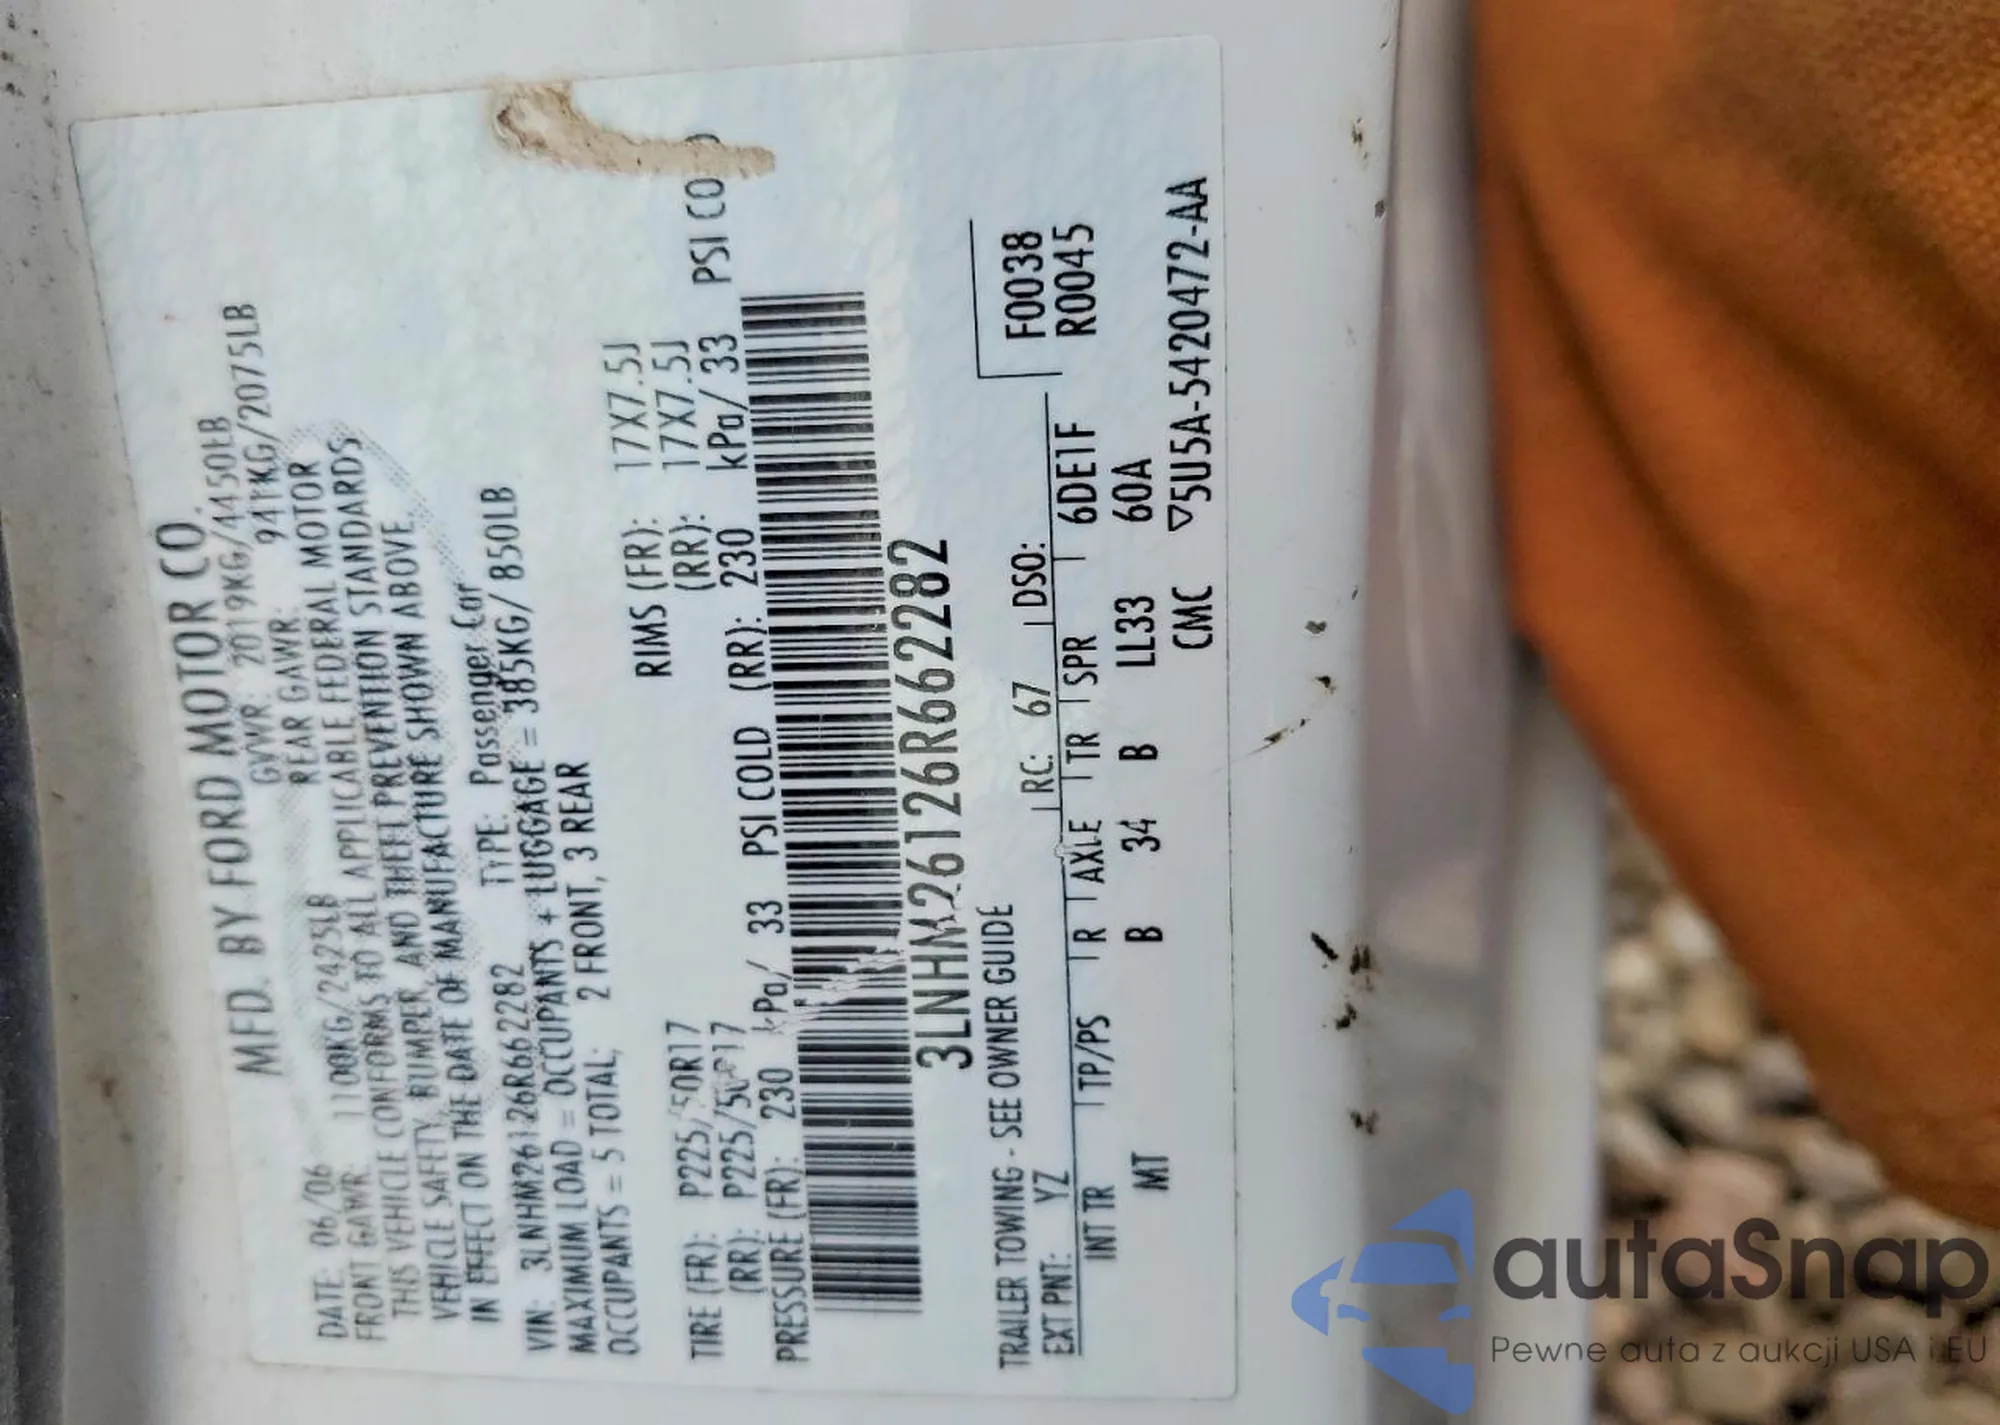 MFD. BY FORD MOTOR CO.
DATE: 06/06 GVWR: 2019KG/4450LB
FRONT GAWR: 1100KG/2425LB REAR GAWR: 941KG/2075LB
THIS VEHICLE CONFORMS TO ALL APPLICABLE FEDERAL MOTOR
VEHICLE SAFETY, BUMPER, AND THEFT PREVENTION STANDARDS
IN EFFECT ON THE DATE OF MANUFACTURE SHOWN ABOVE.
VIN: 3LNHM26126R662282 TYPE: Passenger Car
MAXIMUM LOAD = OCCUPANTS + LUGGAGE = 385KG/ 850LB
OCCUPANTS = 5 TOTAL; 2 FRONT, 3 REAR
TIRE (FR): P225/50R17 RIMS (FR): 17X7.5J
(RR): P225/50R17 (RR): 17X7.5J
PRESSURE (FR): 230 kPa/ 33 PSI COLD (RR): 230 kPa/ 33 PSI CO
3LNHM26126R662282
TRAILER TOWING - SEE OWNER GUIDE F0038
EXT PNT: YZ RC: 67 DSO: R0045
INT TR TP/PS R AXLE TR SPR 6DE1F
MT B 34 B LL33 60A
CMC ▽5U5A-5420472-AA
autaSnap
Pewne auta z aukcji USA i EU